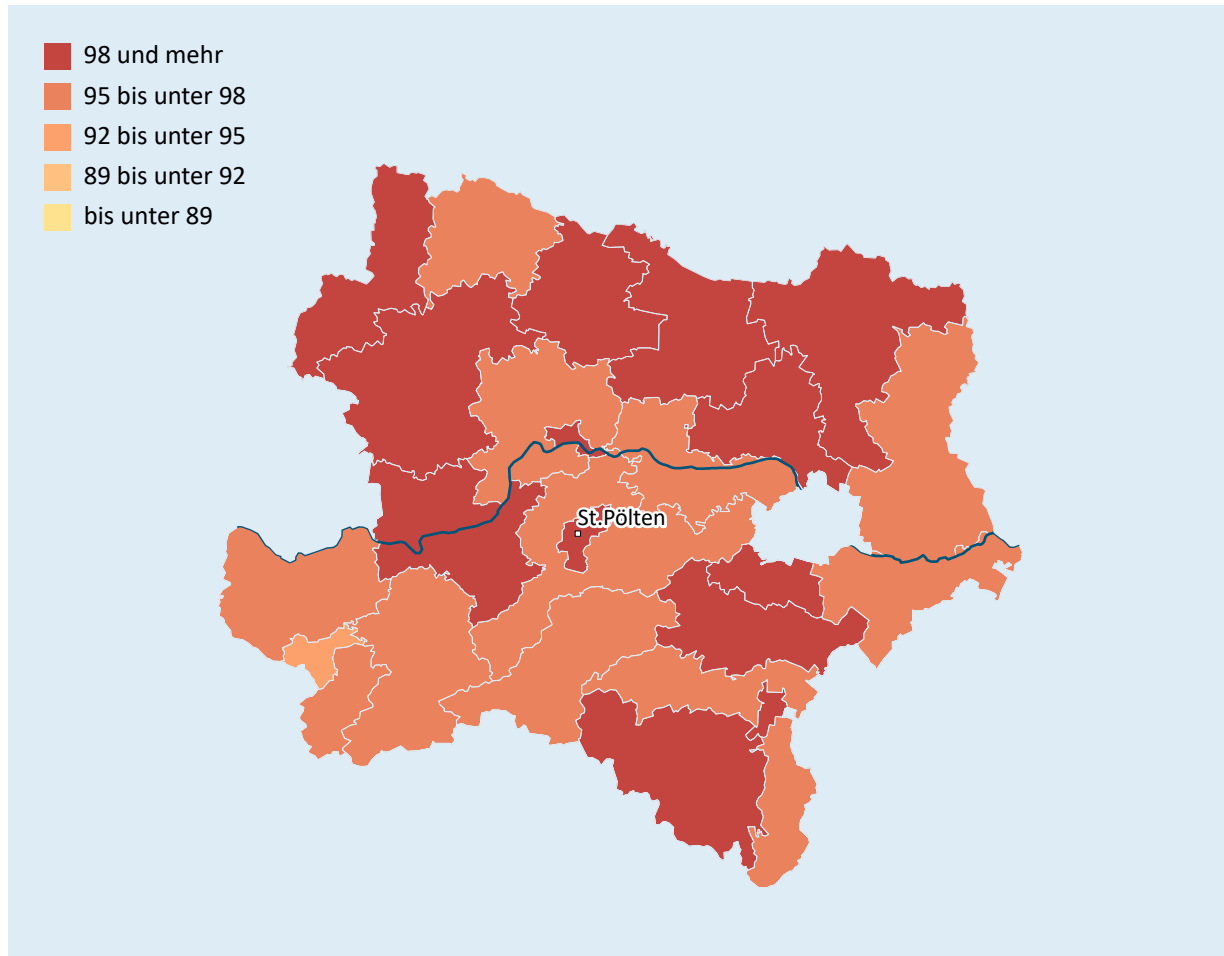 98 und mehr
95 bis unter 98
92 bis unter 95
89 bis unter 92
bis unter 89
St.Pölten